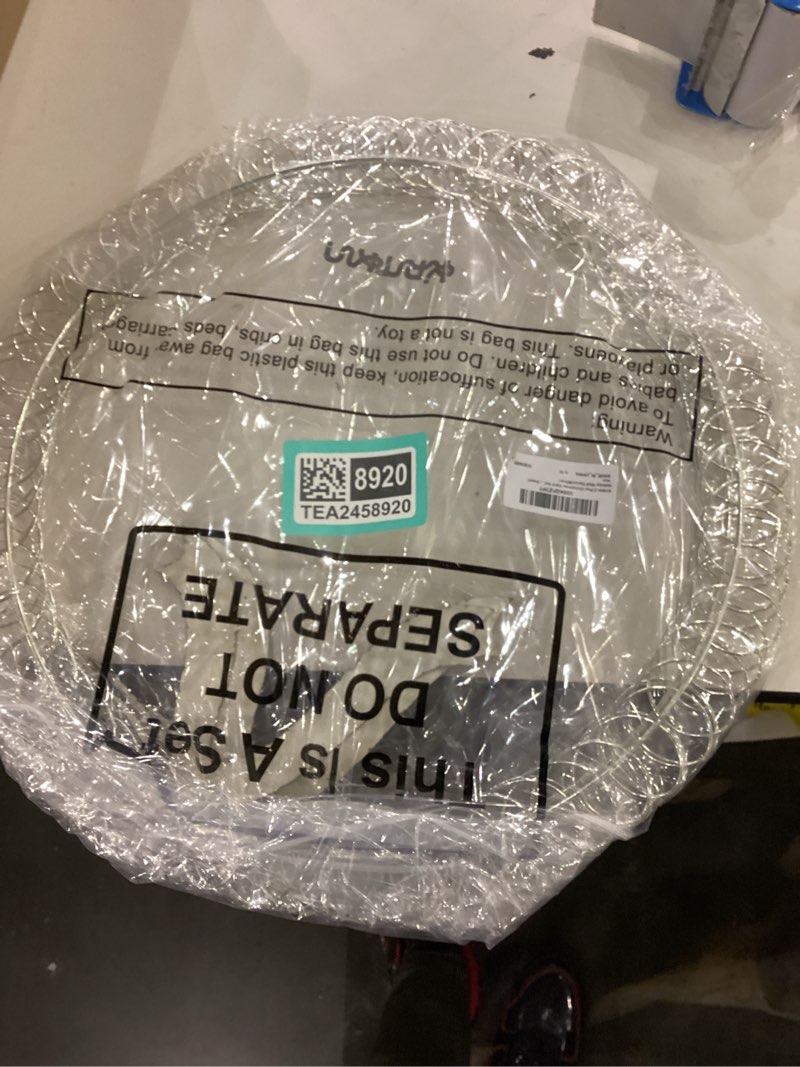 Warning:
To avoid danger of suffocation, keep this plastic bag away from
babies and children. Do not use this bag in cribs, beds
or playpens. This bag is not a toy.
8920
TEA2458920
This Is A Set
DO NOT
SEPARATE